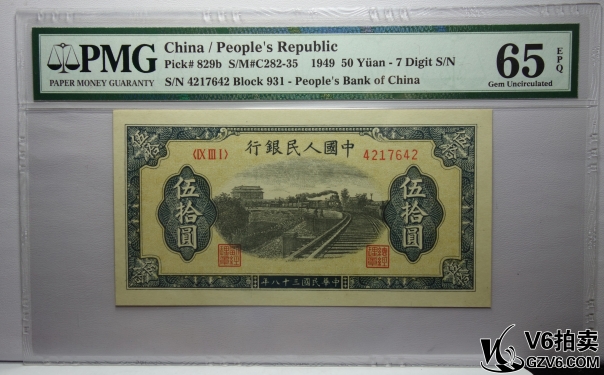 PMG
PAPER MONEY GUARANTY
China / People's Republic
Pick# 829b S/M#C282-35 1949 50 Yüan - 7 Digit S/N
S/N 4217642 Block 931 - People's Bank of China
65 EPQ
Gem Uncirculated
行銀民人國中
〈IX III I〉
4217642
伍拾圓
伍拾圓
年八十三國民華中
V6拍卖
GZV6.COM